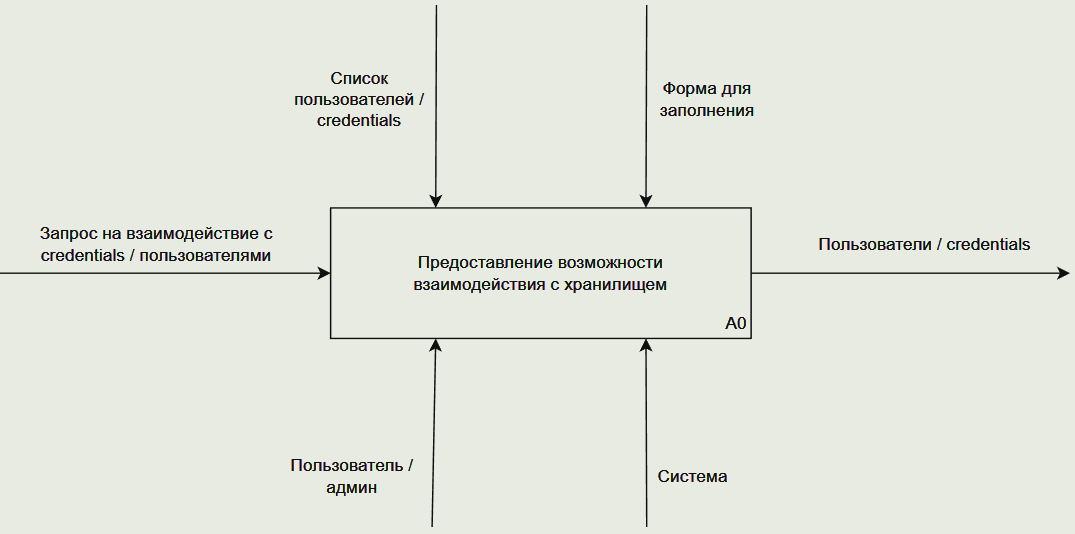 Список
пользователей /
credentials
Форма для
заполнения
Запрос на взаимодействие с
credentials / пользователями
Предоставление возможности
взаимодействия с хранилищем
A0
Пользователи / credentials
Пользователь /
админ
Система